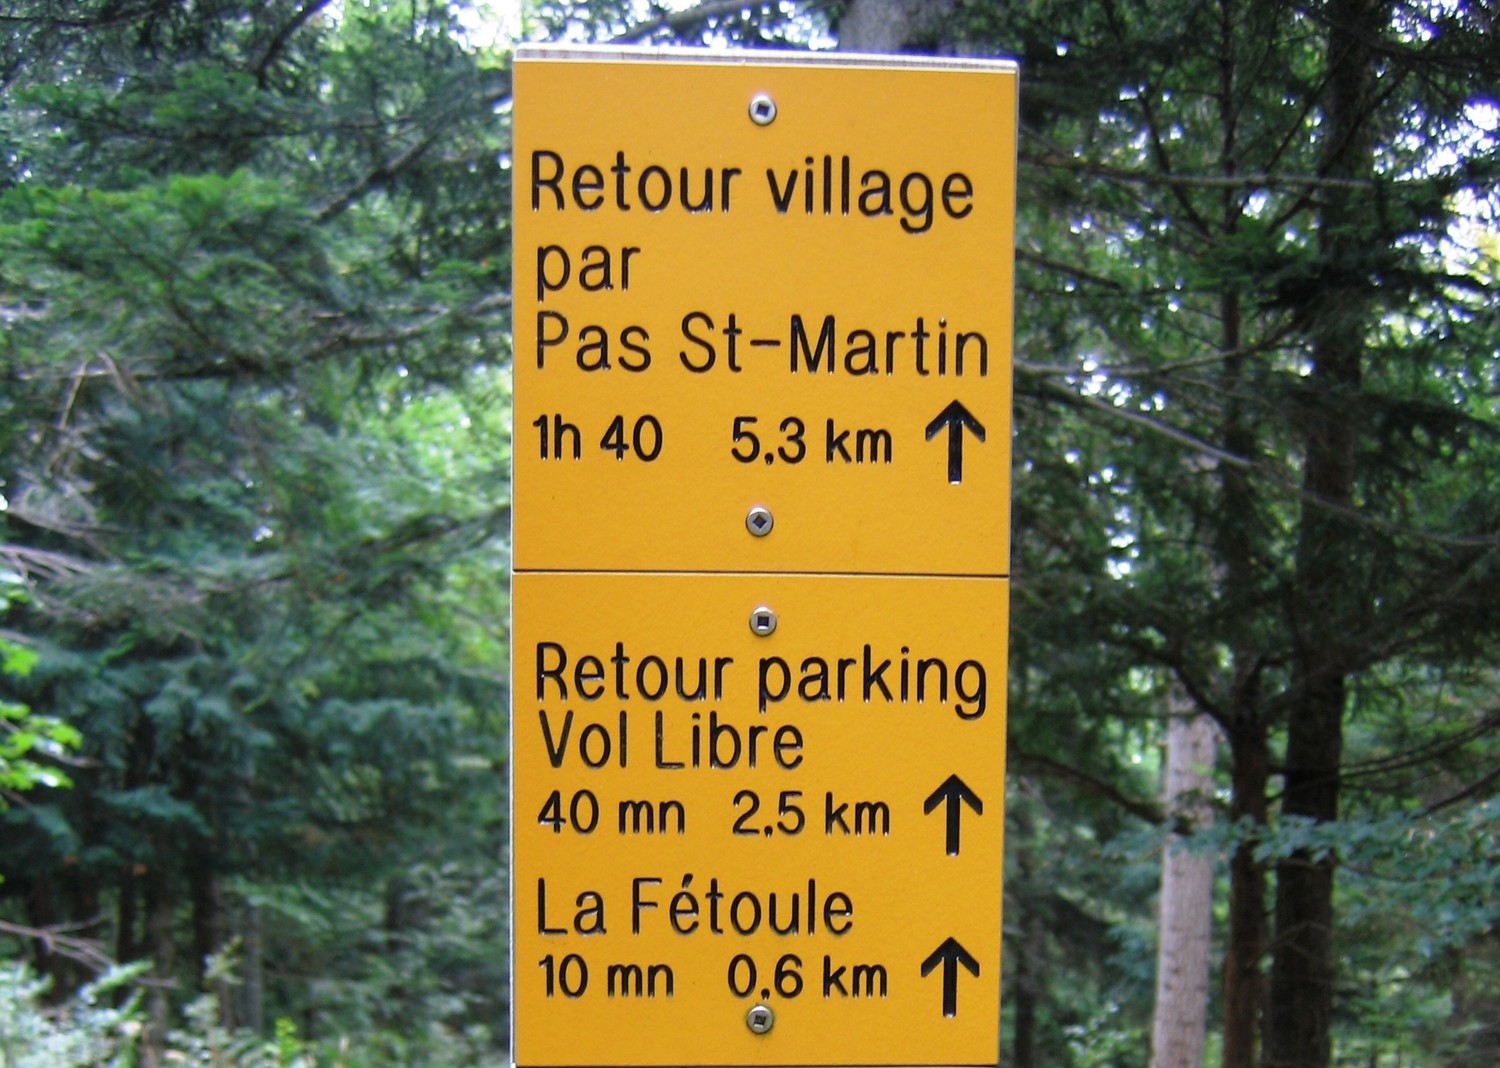 Retour village
par
Pas St-Martin
1h 40 5.3 km ↑
Retour parking
Vol Libre
40 mn 2.5 km ↑
La Fétoule
10 mn 0.6 km ↑